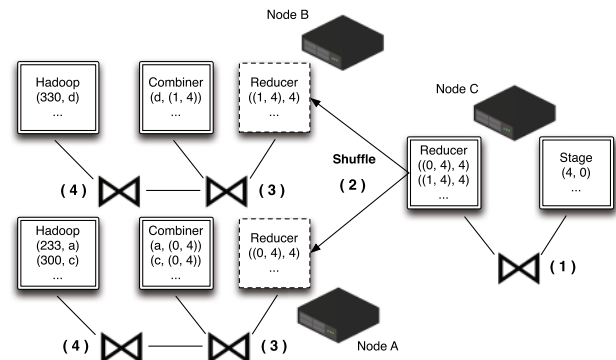 Node B
Hadoop
(330, d)
...
Combiner
(d, (1, 4))
...
Reducer
((1, 4), 4)
...
Node C
Shuffle
( 2 )
Reducer
((0, 4), 4)
((1, 4), 4)
...
Stage
(4, 0)
...
( 4 )
( 3 )
Hadoop
(233, a)
(300, c)
...
Combiner
(a, (0, 4))
(c, (0, 4))
...
Reducer
((0, 4), 4)
...
( 1 )
( 4 )
( 3 )
Node A